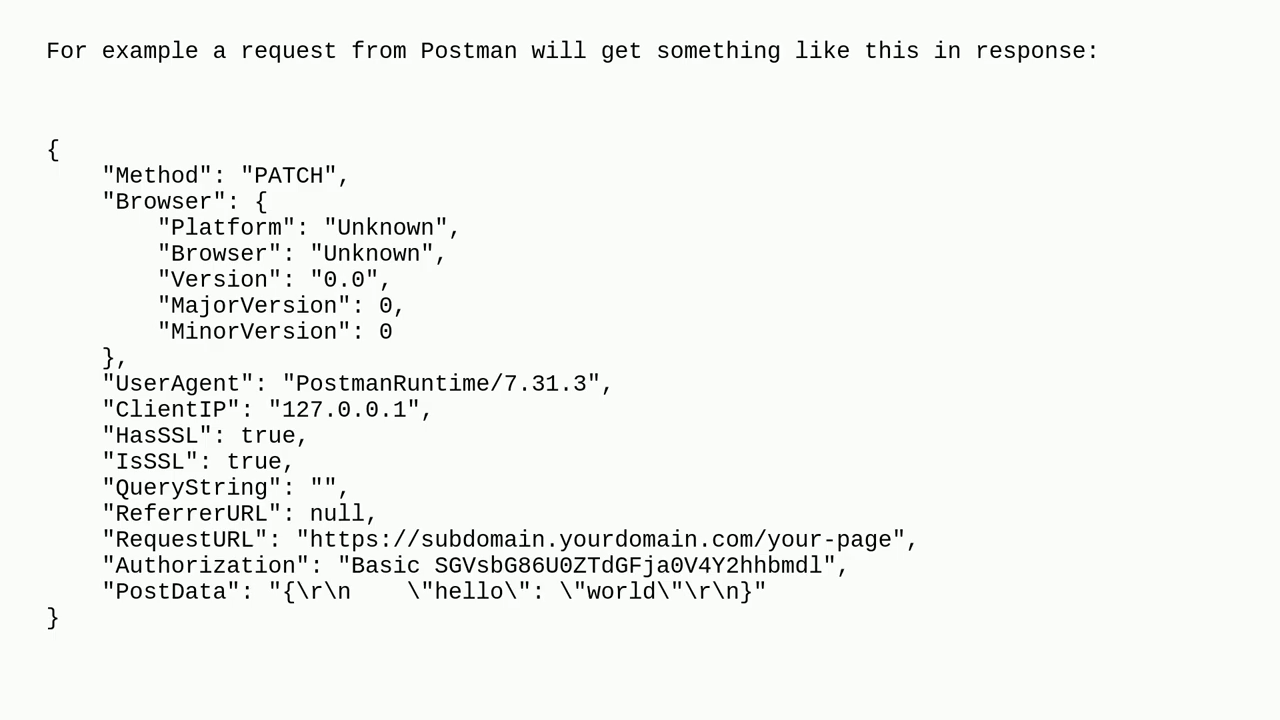 For example a request from Postman will get something like this in response:
{
    "Method": "PATCH",
    "Browser": {
        "Platform": "Unknown",
        "Browser": "Unknown",
        "Version": "0.0",
        "MajorVersion": 0,
        "MinorVersion": 0
    },
    "UserAgent": "PostmanRuntime/7.31.3",
    "ClientIP": "127.0.0.1",
    "HasSSL": true,
    "IsSSL": true,
    "QueryString": "",
    "ReferrerURL": null,
    "RequestURL": "https://subdomain.yourdomain.com/your-page",
    "Authorization": "Basic SGVsbG86U0ZTdGFja0V4Y2hhbmdl",
    "PostData": "{\r\n    \"hello\": \"world\"\r\n}"
}